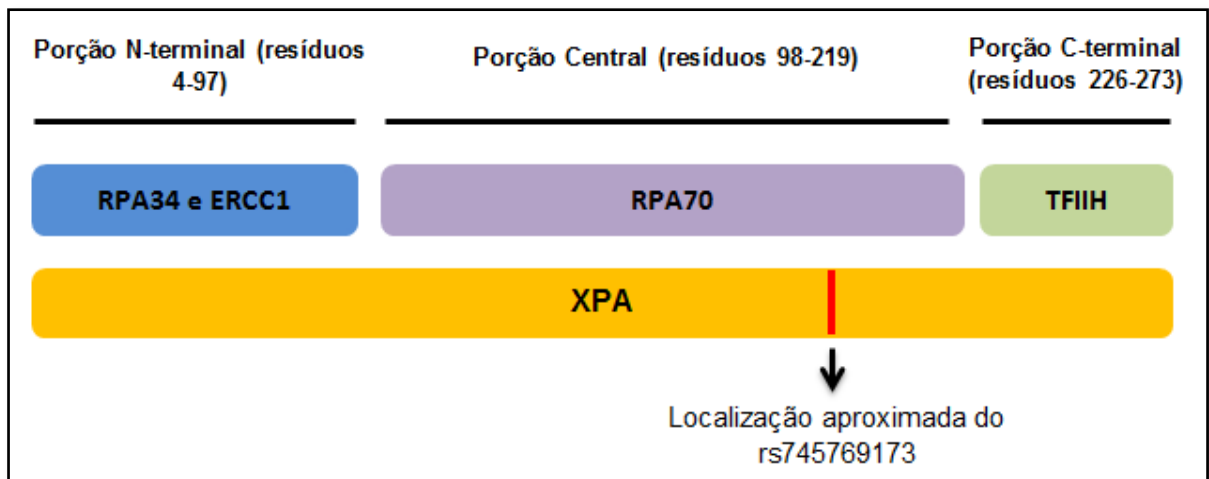 Porção N-terminal (resíduos
4-97)
Porção Central (resíduos 98-219)
Porção C-terminal
(resíduos 226-273)
RPA34 e ERCC1
RPA70
TFIIH
XPA
Localização aproximada do
rs745769173